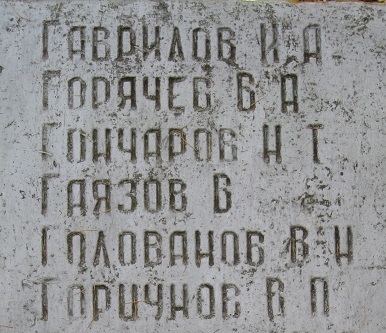 ГАВРИЛОВ И А
ГОРЯЧЕВ В А
ГОНЧАРОВ Н Т
ГАЯЗОВ В
ГОЛОВАНОВ В Н
ГОРИЧНОВ В П